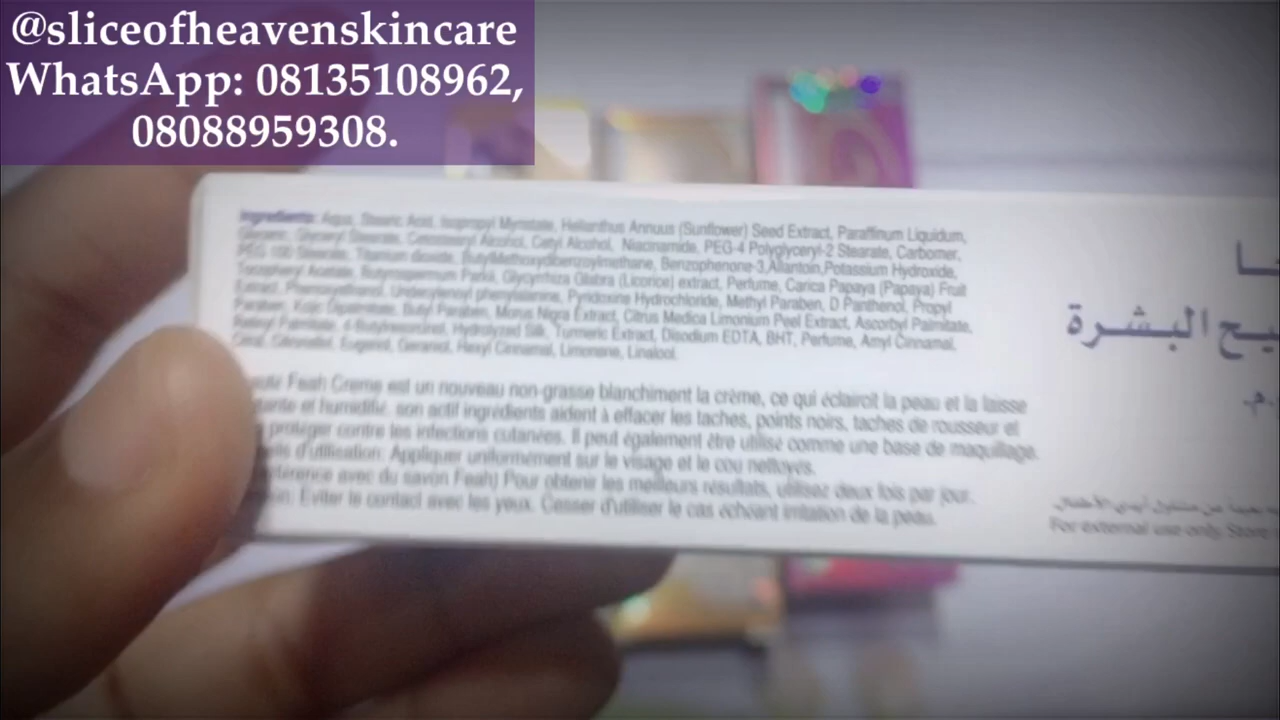 @sliceofheavenskincare
WhatsApp: 08135108962,
08088959308.
Ingredients: Aqua, Stearic Acid, Isopropyl Myristate, Helianthus Annuus (Sunflower) Seed Extract, Paraffinum Liquidum,
Glyceryl Stearate, Cetostearyl Alcohol, Cetyl Alcohol, Niacinamide, PEG-4 Polyglyceryl-2 Stearate, Carbomer,
PEG 100 Stearate, Titanium dioxide, ButylMethoxydibenzoylmethane, Benzophenone-3,Allantoin,Potassium Hydroxide,
Tocopheryl Acetate, Butyrospermum Parkii, Glycyrrhiza Glabra (Licorice) extract, Perfume, Carica Papaya (Papaya) Fruit
Extract, Phenoxyethanol, Undecylenoyl phenylalanine, Pyridoxine Hydrochloride, Methyl Paraben, D Panthenol, Propyl
Paraben, Kojic Dipalmitate, Butyl Paraben, Morus Nigra Extract, Citrus Medica Limonium Peel Extract, Ascorbyl Palmitate,
Retinyl Palmitate, 4-Butylresorcinol, Hydrolyzed Silk, Turmeric Extract, Disodium EDTA, BHT, Perfume, Amyl Cinnamal,
Citral, Citronellol, Eugenol, Geraniol, Hexyl Cinnamal, Limonene, Linalool.
Feah Creme est un nouveau non-grasse blanchiment la crème, ce qui éclaircit la peau et la laisse
et humidifié. son actif ingrédients aident à effacer les taches, points noirs, taches de rousseur et
protéger contre les infections cutanées. Il peut également être utilisé comme une base de maquillage.
d'utilisation: Appliquer uniformément sur le visage et le cou nettoyés.
avec du savon Feah) Pour obtenir les meilleurs résultats, utilisez deux fois par jour.
Eviter le contact avec les yeux. Cesser d'utiliser le cas échéant irritation de la peau.
البشرة
For external use only. Store